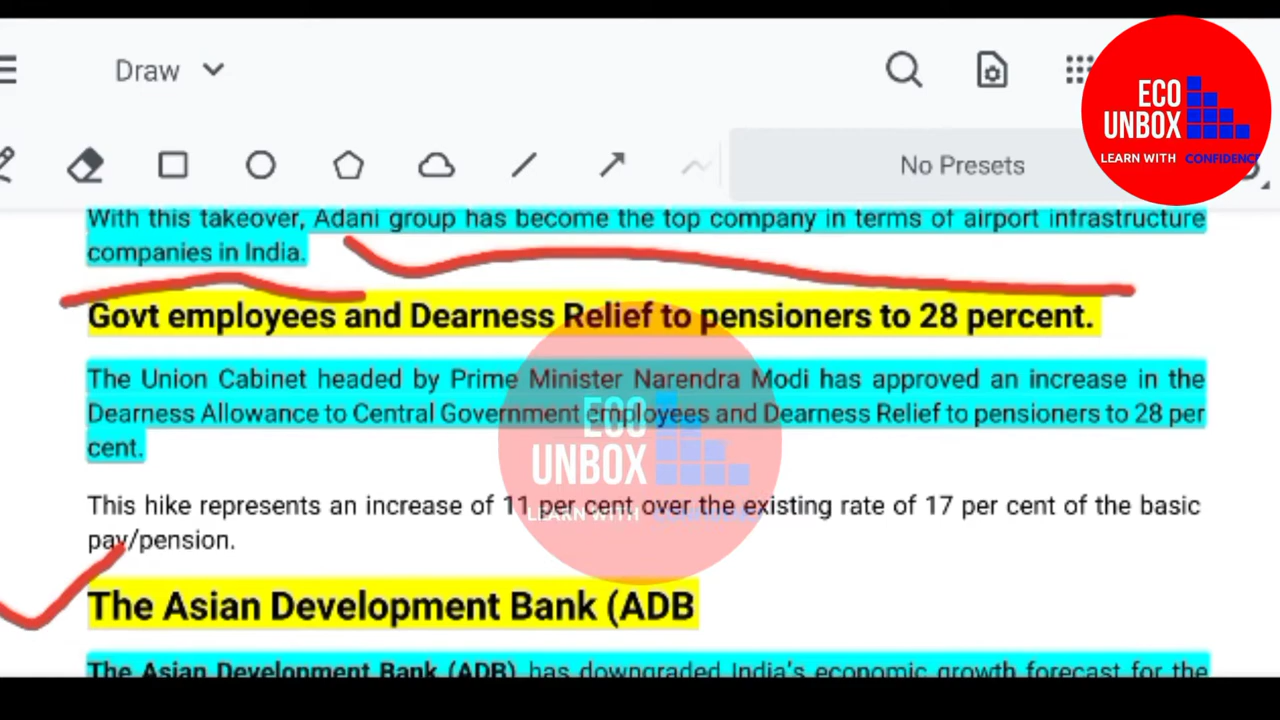 Draw
ECO
UNBOX
LEARN WITH CONFIDENC
No Presets
With this takeover, Adani group has become the top company in terms of airport infrastructure
companies in India.
Govt employees and Dearness Relief to pensioners to 28 percent.
The Union Cabinet headed by Prime Minister Narendra Modi has approved an increase in the
Dearness Allowance to Central Government employees and Dearness Relief to pensioners to 28 per
cent.
ECO
UNBOX
LEARN WITH
This hike represents an increase of 11 per cent over the existing rate of 17 per cent of the basic
pay/pension.
The Asian Development Bank (ADB
The Asian Development Bank (ADB) has downgraded India's economic growth forecast for the